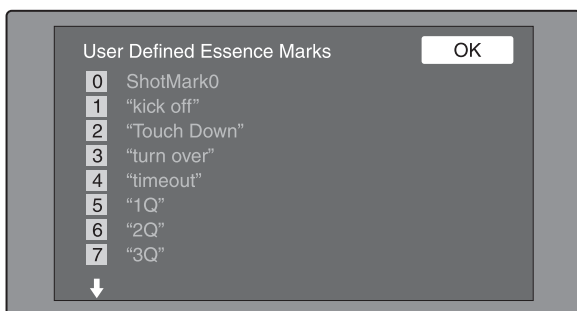 User Defined Essence Marks OK
0 ShotMark0
1 “kick off”
2 “Touch Down”
3 “turn over”
4 “timeout”
5 “1Q”
6 “2Q”
7 “3Q”